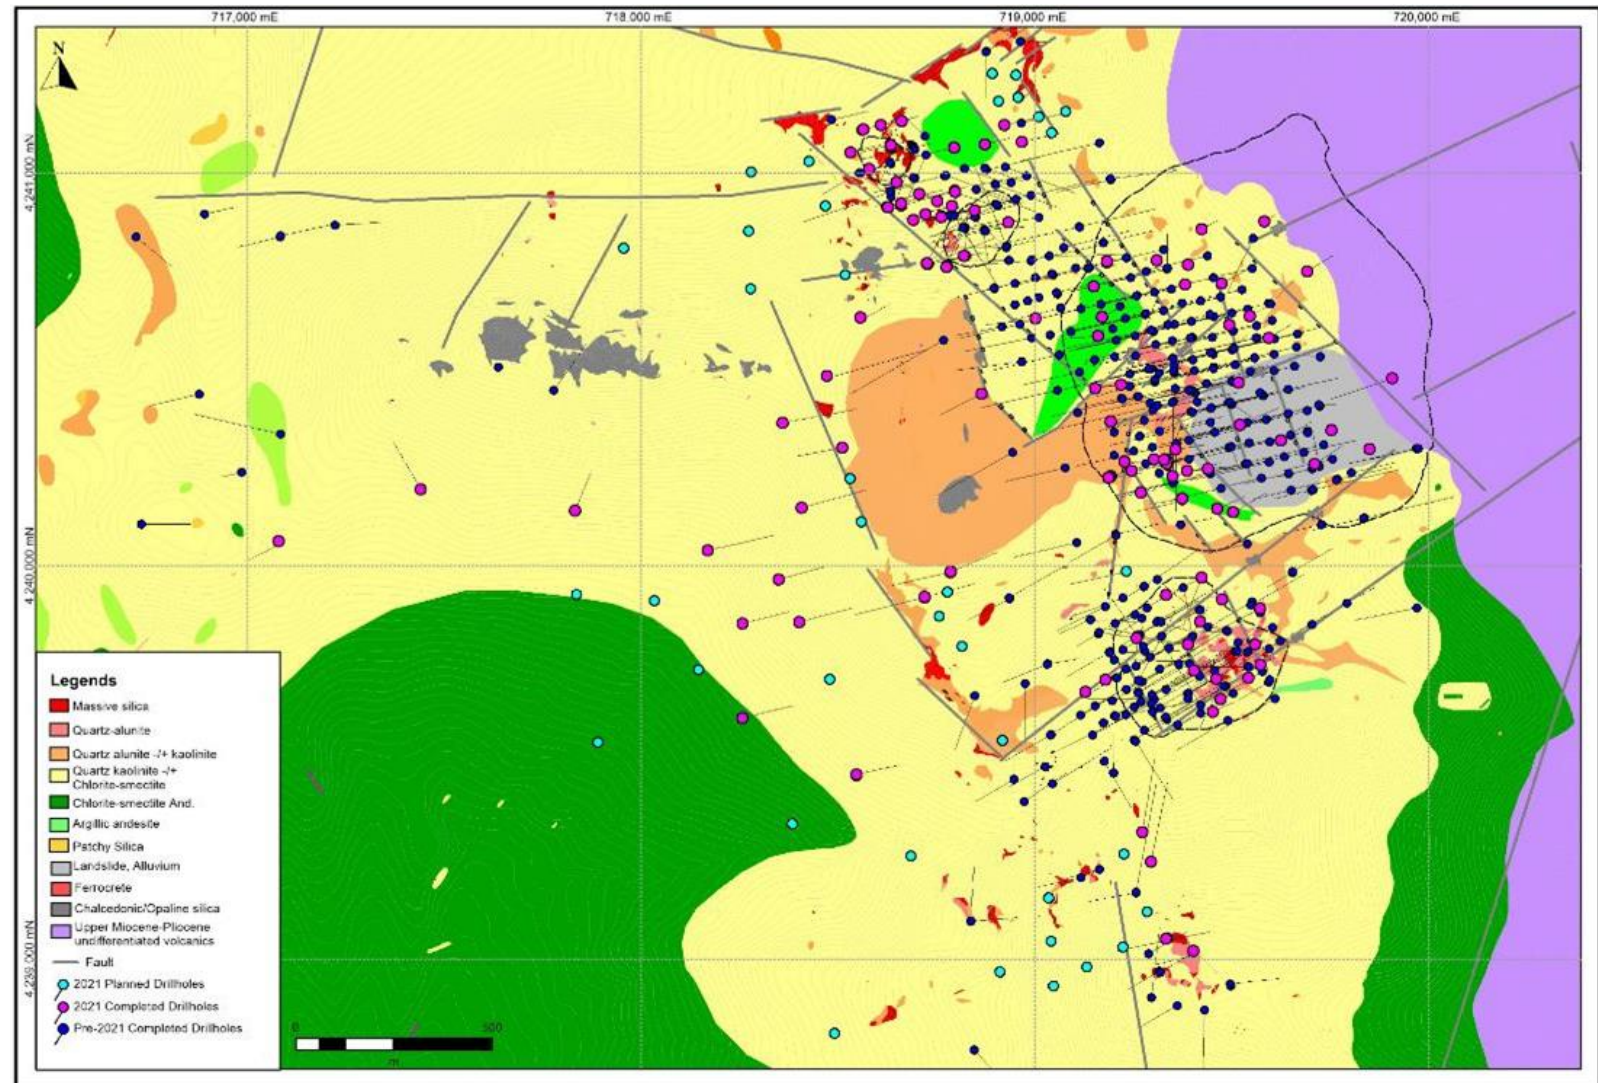 717,000 mE
718,000 mE
719,000 mE
720,000 mE
N
4,241,000 mN
4,240,000 mN
4,239,000 mN
Legends
Massive silica
Quartz-alunite
Quartz alunite -/+ kaolinite
Quartz kaolinite -/+
Chlorite-smectite
Chlorite-smectite And.
Argillic andesite
Patchy Silica
Landslide, Alluvium
Ferrocrete
Chalcedonic/Opaline silica
Upper Miocene-Pliocene
undifferentiated volcanics
Fault
2021 Planned Drillholes
2021 Completed Drillholes
Pre-2021 Completed Drillholes
0
500
m